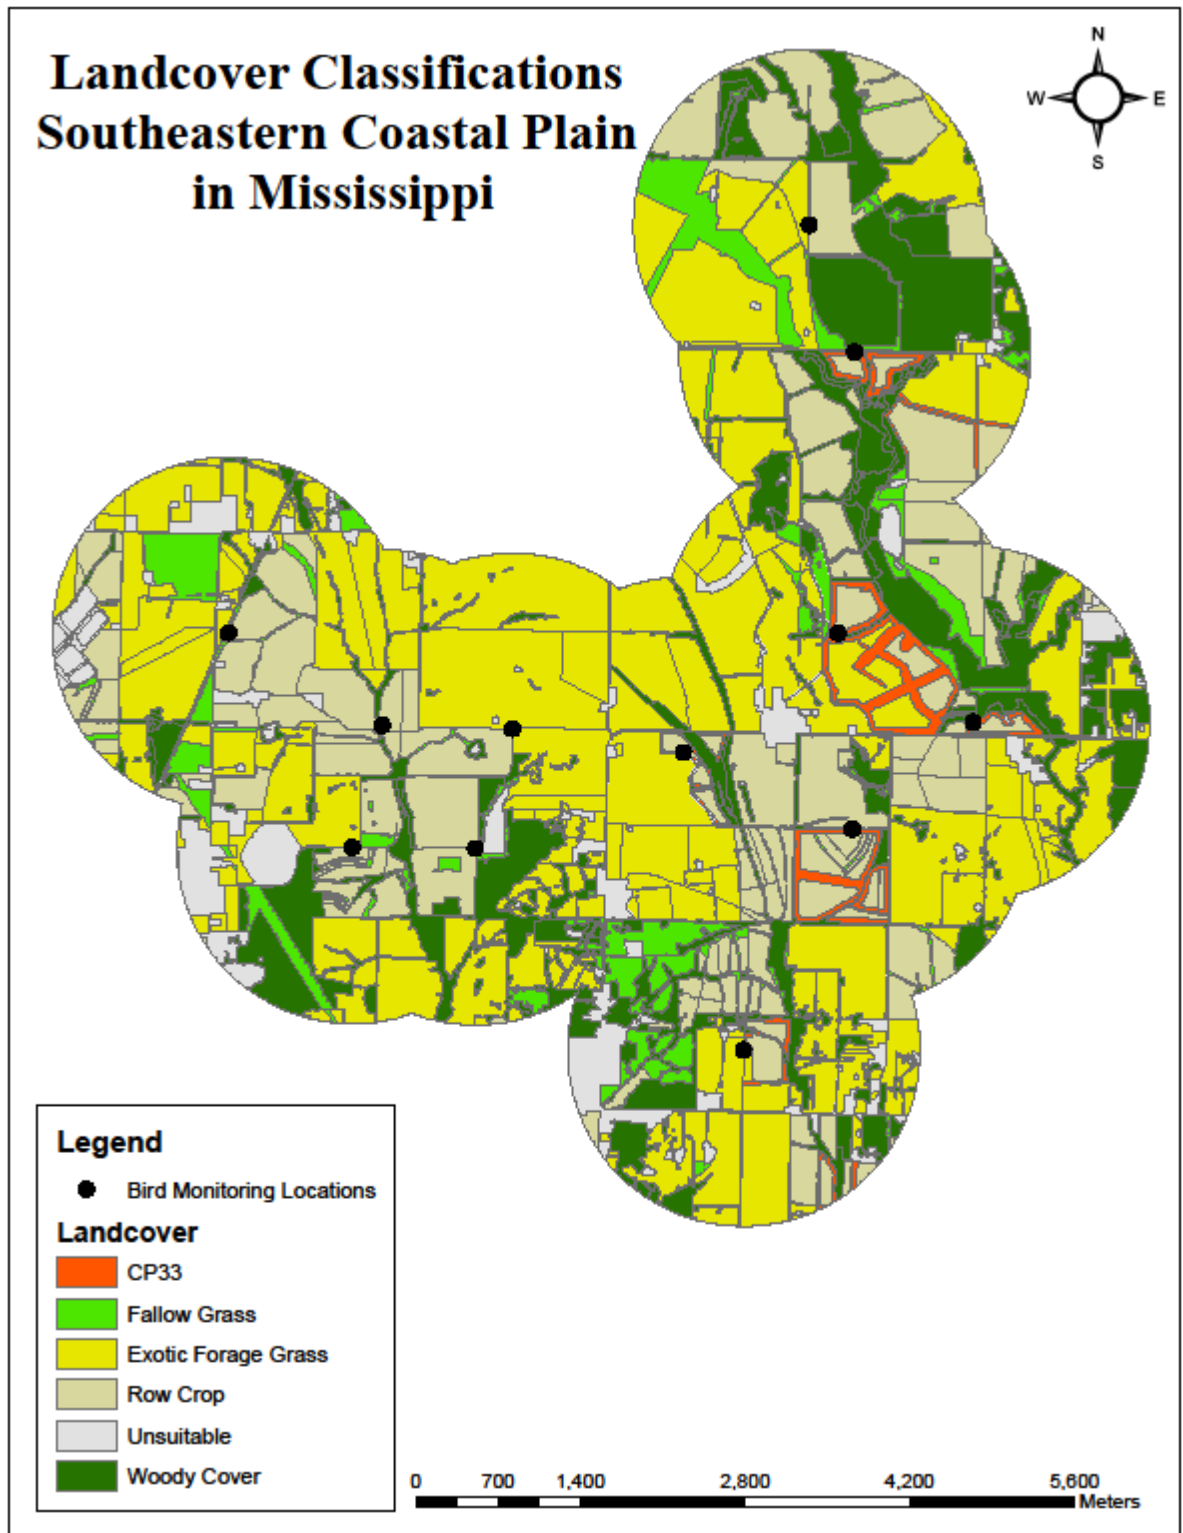 Landcover Classifications
Southeastern Coastal Plain
in Mississippi
N
W E
S
Legend
Bird Monitoring Locations
Landcover
CP33
Fallow Grass
Exotic Forage Grass
Row Crop
Unsuitable
Woody Cover
0 700 1,400 2,800 4,200 5,600
Meters